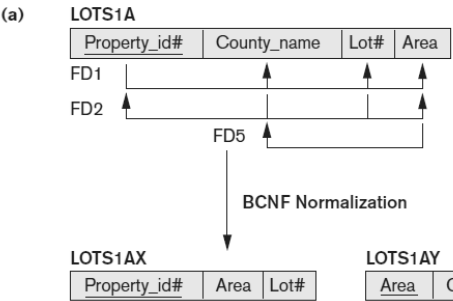 (a) LOTS1A
Property_id# County_name Lot# Area
FD1
FD2
FD5
BCNF Normalization
LOTS1AX LOTS1AY
Property_id# Area Lot# Area